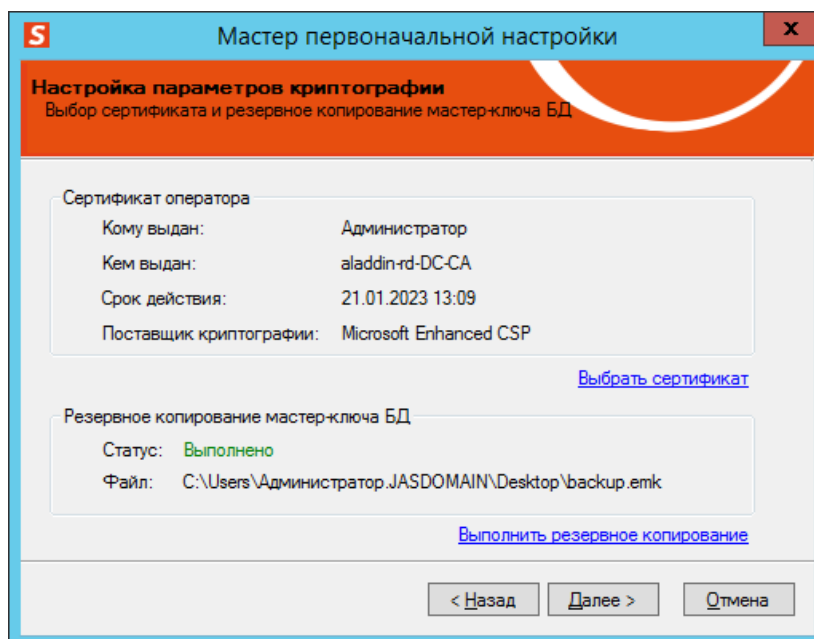 S
Мастер первоначальной настройки
x
Настройка параметров криптографии
Выбор сертификата и резервное копирование мастер-ключа БД
Сертификат оператора
Кому выдан: Администратор
Кем выдан: aladdin-rd-DC-CA
Срок действия: 21.01.2023 13:09
Поставщик криптографии: Microsoft Enhanced CSP
Выбрать сертификат
Резервное копирование мастер-ключа БД
Статус: Выполнено
Файл: C:\Users\Администратор.JASDOMAIN\Desktop\backup.emk
Выполнить резервное копирование
< Назад Далее > Отмена